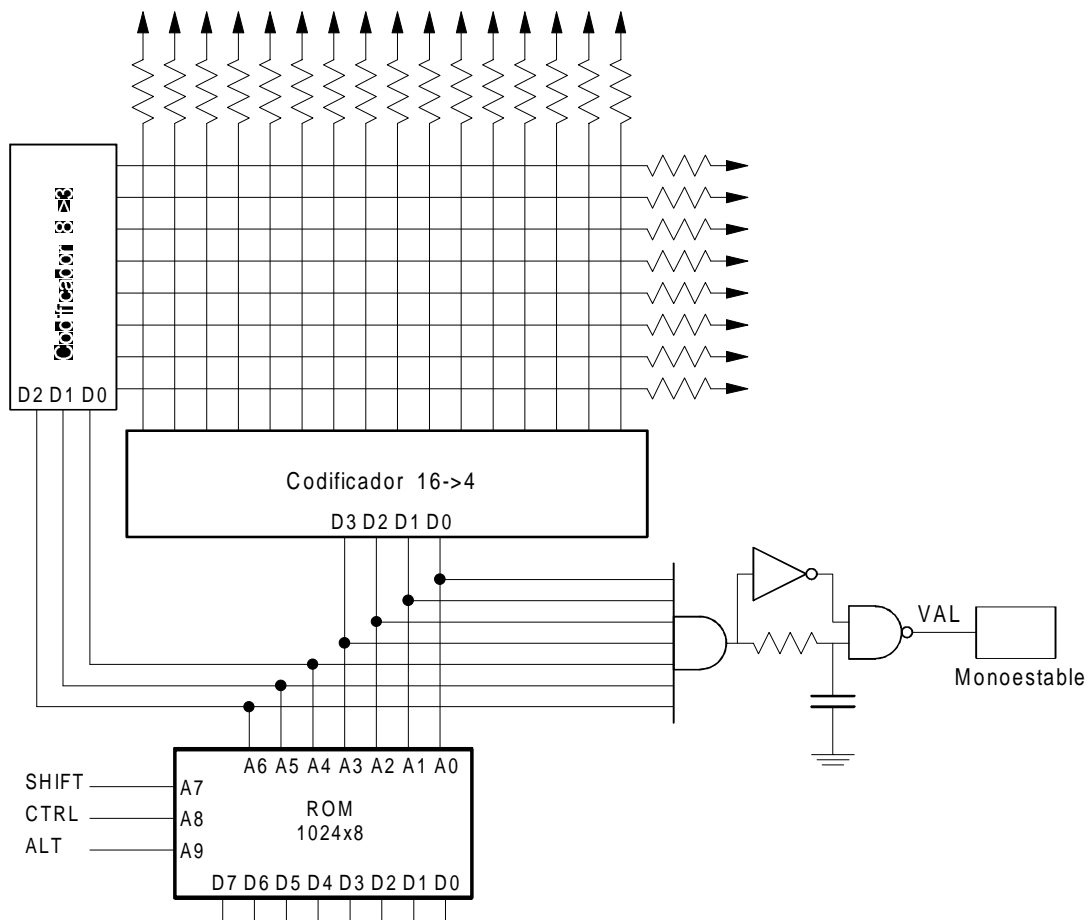 Codificador 8->3
D2 D1 D0
Codificador 16->4
D3 D2 D1 D0
VAL
Monoestable
A6 A5 A4 A3 A2 A1 A0
SHIFT
A7
CTRL
A8
ALT
A9
ROM
1024x8
D7 D6 D5 D4 D3 D2 D1 D0